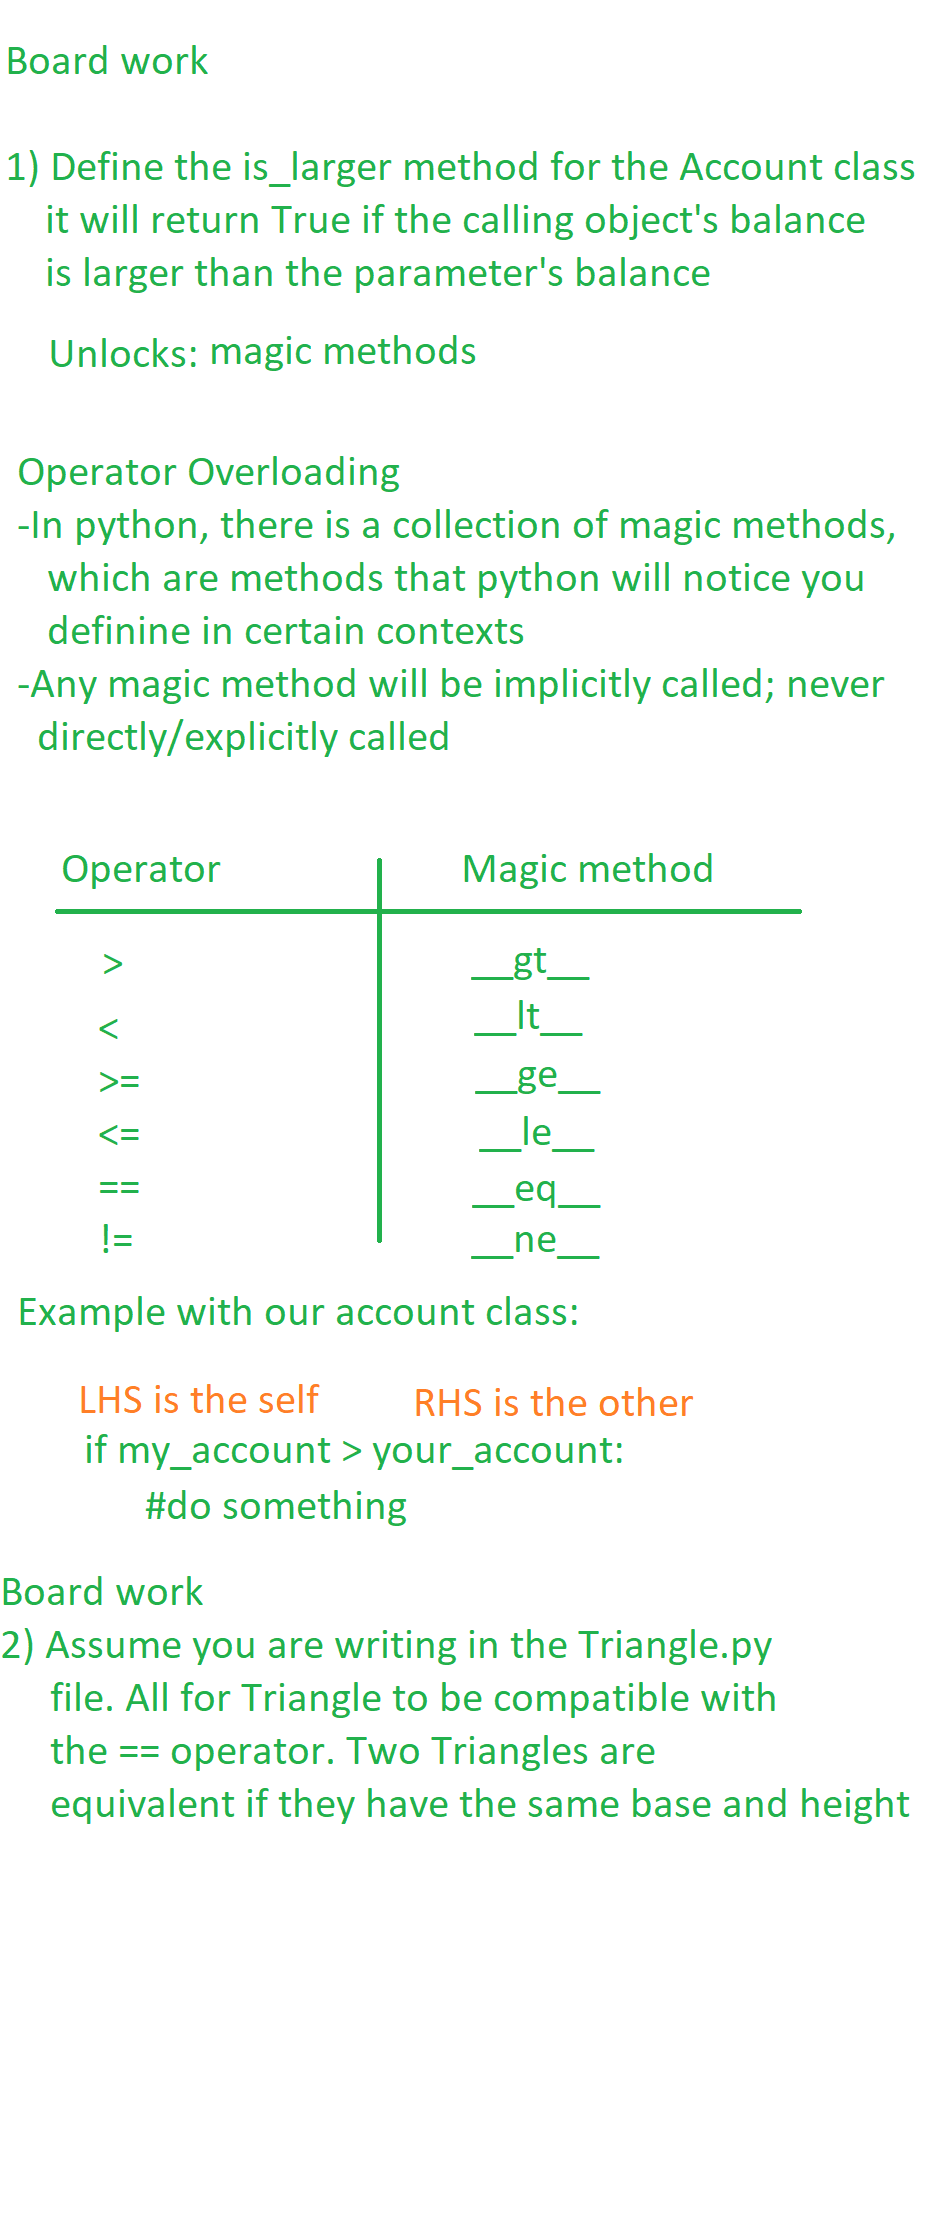 Board work
1) Define the is_larger method for the Account class
it will return True if the calling object's balance
is larger than the parameter's balance
Unlocks: magic methods
Operator Overloading
-In python, there is a collection of magic methods,
which are methods that python will notice you
definine in certain contexts
-Any magic method will be implicitly called; never
directly/explicitly called
Operator Magic method
> __gt__
< __lt__
>= __ge__
<= __le__
== __eq__
!= __ne__
Example with our account class:
LHS is the self RHS is the other
if my_account > your_account:
#do something
Board work
2) Assume you are writing in the Triangle.py
file. All for Triangle to be compatible with
the == operator. Two Triangles are
equivalent if they have the same base and height